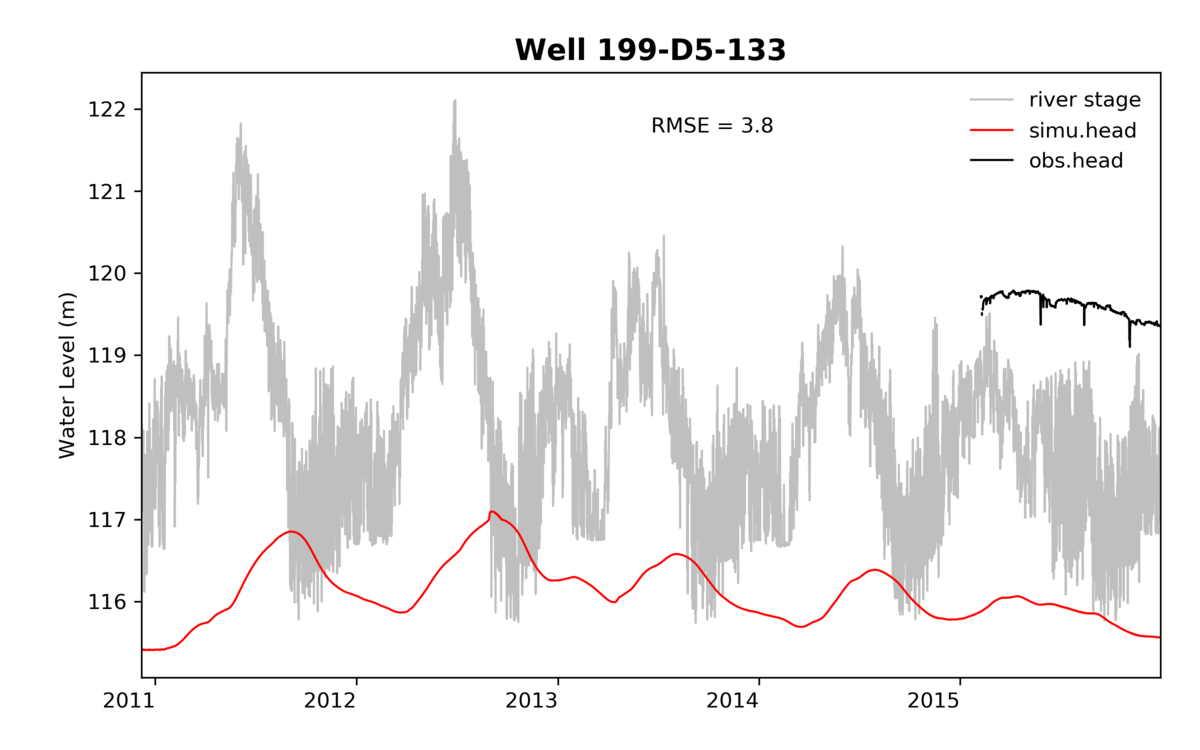 Well 199-D5-133
RMSE = 3.8
river stage
simu.head
obs.head
Water Level (m)
122
121
120
119
118
117
116
2011 2012 2013 2014 2015